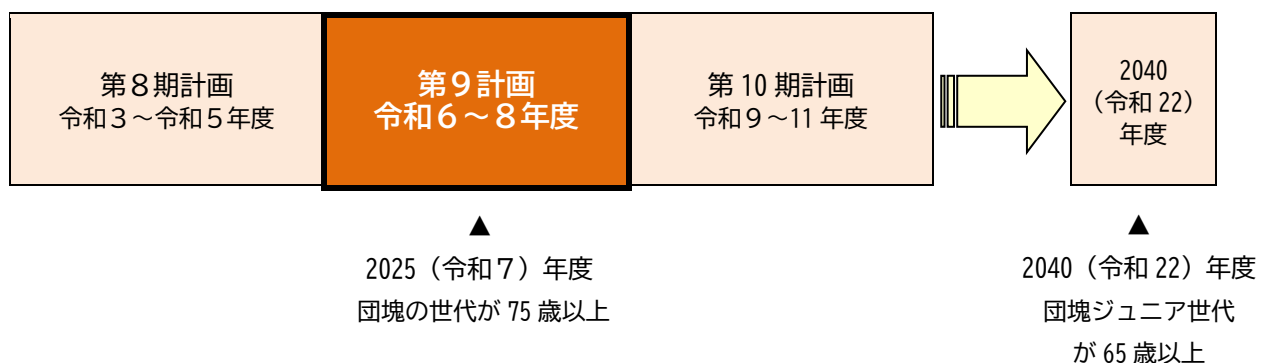 第８期計画
令和３～令和５年度
第９計画
令和６～８年度
第 10 期計画
令和９～11 年度
2040
（令和 22）
年度
▲
2025（令和７）年度
団塊の世代が 75 歳以上
▲
2040（令和 22）年度
団塊ジュニア世代
が 65 歳以上